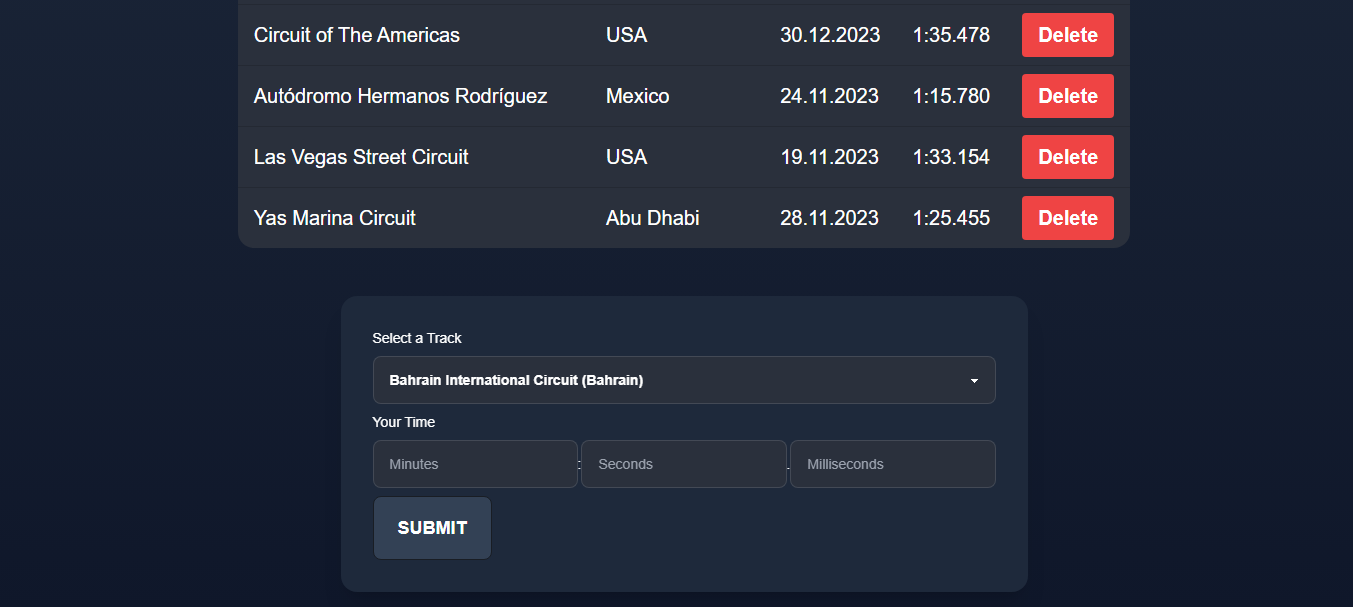 Circuit of The Americas USA 30.12.2023 1:35.478 Delete
Autódromo Hermanos Rodríguez Mexico 24.11.2023 1:15.780 Delete
Las Vegas Street Circuit USA 19.11.2023 1:33.154 Delete
Yas Marina Circuit Abu Dhabi 28.11.2023 1:25.455 Delete
Select a Track
Bahrain International Circuit (Bahrain)
Your Time
Minutes : Seconds . Milliseconds
SUBMIT